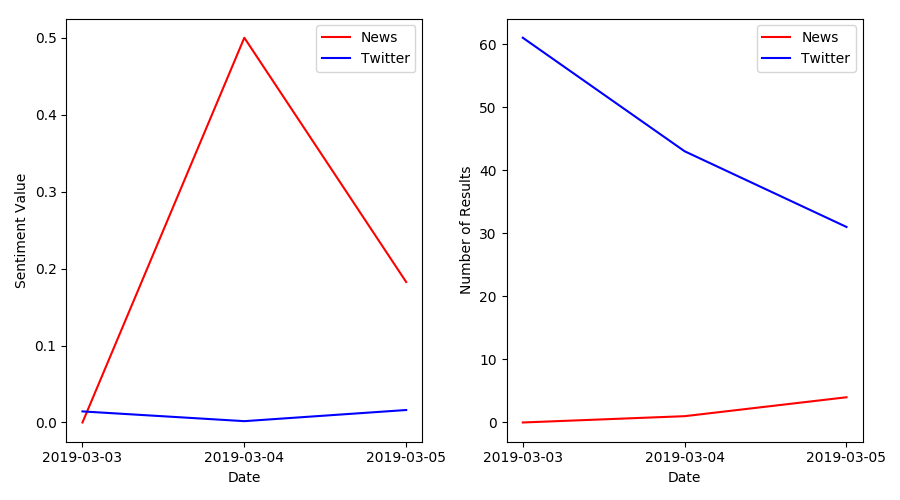 News
Twitter
0.5
0.4
0.3
0.2
0.1
0.0
Sentiment Value
2019-03-03
2019-03-04
2019-03-05
Date
News
Twitter
60
50
40
30
20
10
0
Number of Results
2019-03-03
2019-03-04
2019-03-05
Date